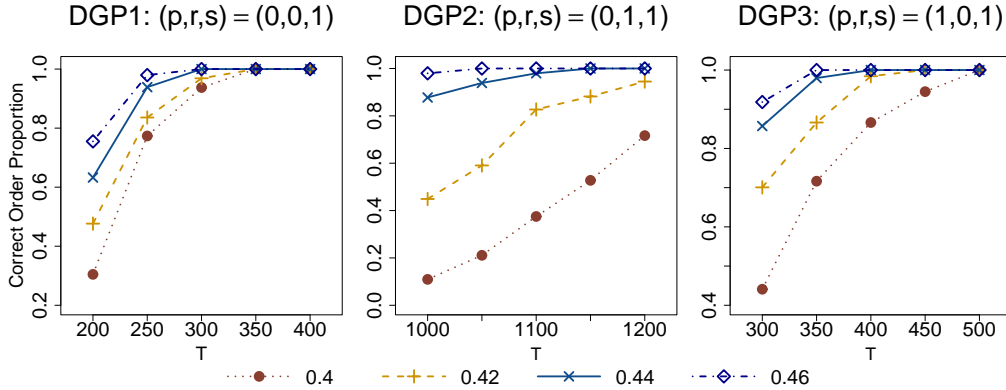 DGP1: (p,r,s) = (0,0,1) DGP2: (p,r,s) = (0,1,1) DGP3: (p,r,s) = (1,0,1)
Correct Order Proportion
1.0
0.8
0.6
0.4
0.2
200 250 300 350 400
T
1.0
0.8
0.6
0.4
0.2
0.0
1000 1100 1200
T
1.0
0.8
0.6
0.4
300 350 400 450 500
T
0.4 0.42 0.44 0.46